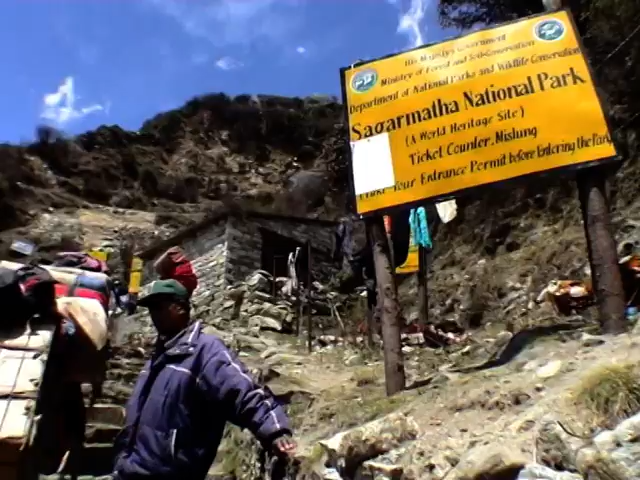 His Majesty's Government
Ministry of Forest and Soil-Conservation
Department of National Parks and Wildlife Conservation
Sagarmatha National Park
(A World Heritage Site)
Ticket Counter, Mislung
Your Entrance Permit before Entering the Park